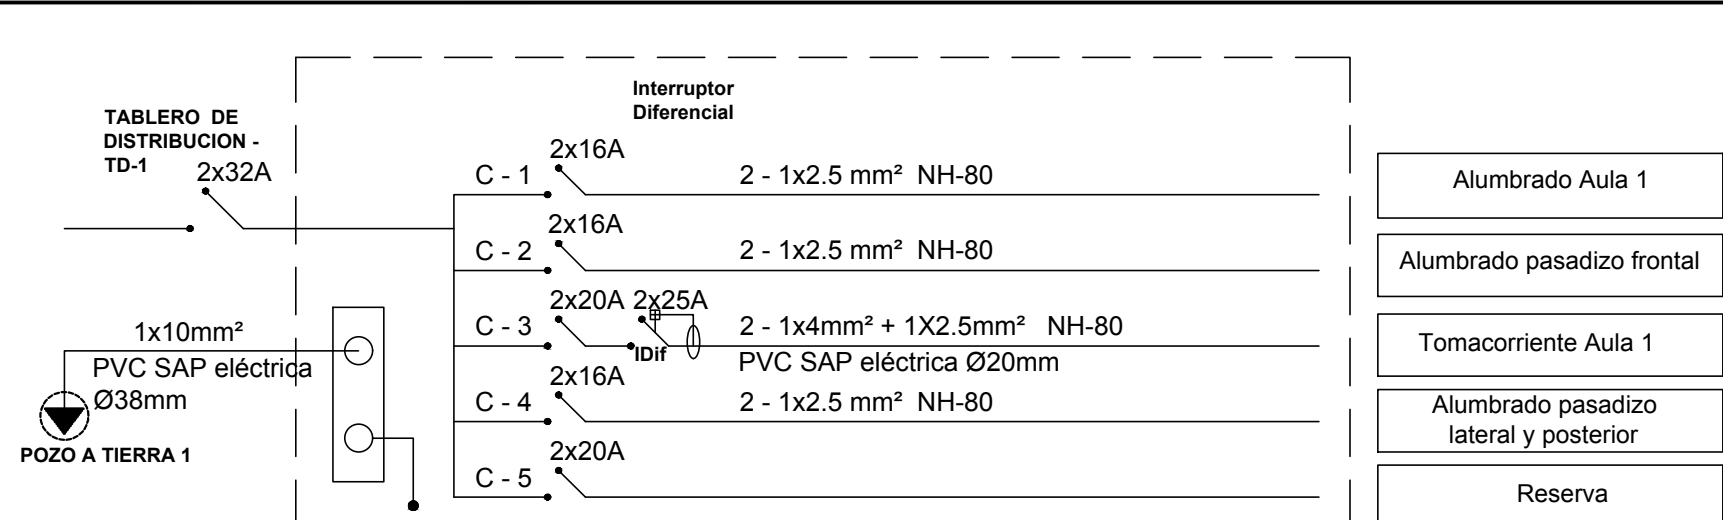 Interruptor
Diferencial
TABLERO DE
DISTRIBUCION -
TD-1
2x32A
C - 1
2x16A
2 - 1x2.5 mm² NH-80
Alumbrado Aula 1
C - 2
2x16A
2 - 1x2.5 mm² NH-80
Alumbrado pasadizo frontal
C - 3
2x20A
2x25A
IDif
2 - 1x4mm² + 1X2.5mm² NH-80
PVC SAP eléctrica Ø20mm
Tomacorriente Aula 1
1x10mm²
PVC SAP eléctrica
Ø38mm
POZO A TIERRA 1
C - 4
2x16A
2 - 1x2.5 mm² NH-80
Alumbrado pasadizo
lateral y posterior
C - 5
2x20A
Reserva